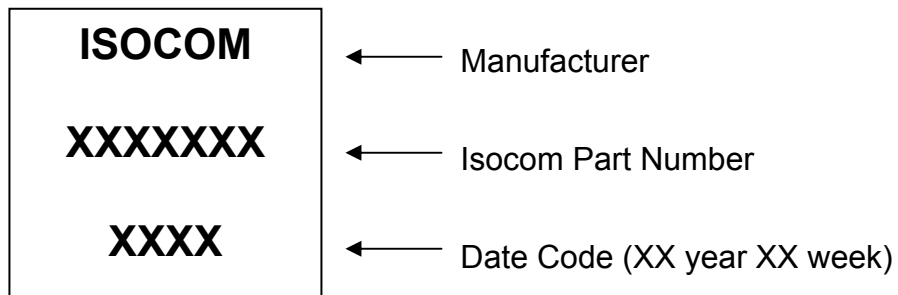 ISOCOM
Manufacturer
XXXXXXX
Isocom Part Number
XXXX
Date Code (XX year XX week)